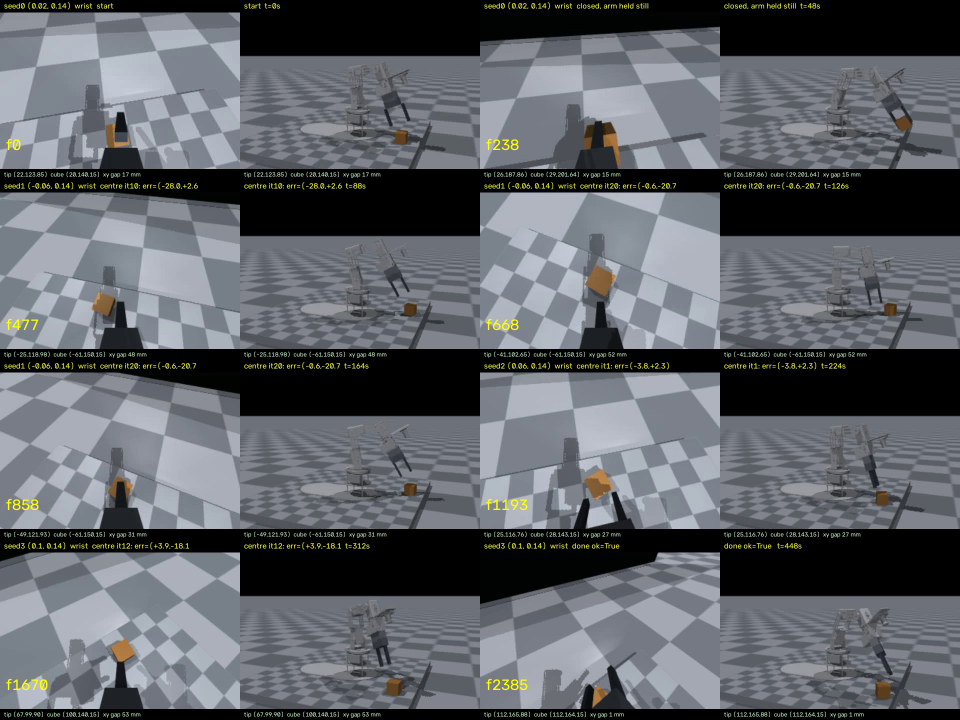 seed0 (0.02, 0.14) wrist start
start t=0s
seed0 (0.02, 0.14) wrist closed, arm held still
closed, arm held still t=48s
f0
f238
tip [22,123,85] cube [20,140,15] xy gap 17 mm
tip [22,123,85] cube [20,140,15] xy gap 17 mm
tip [26,187,86] cube [29,201,64] xy gap 15 mm
tip [26,187,86] cube [29,201,64] xy gap 15 mm
seed1 (-0.06, 0.14) wrist centre it10: err=(-28.0,+2.6
centre it10: err=(-28.0,+2.6 t=88s
seed1 (-0.06, 0.14) wrist centre it20: err=(-0.6,-20.7
centre it20: err=(-0.6,-20.7 t=126s
f477
f668
tip [-25,118,98] cube [-61,150,15] xy gap 48 mm
tip [-25,118,98] cube [-61,150,15] xy gap 48 mm
tip [-41,102,65] cube [-61,150,15] xy gap 52 mm
tip [-41,102,65] cube [-61,150,15] xy gap 52 mm
seed1 (-0.06, 0.14) wrist centre it20: err=(-0.6,-20.7
centre it20: err=(-0.6,-20.7 t=164s
seed2 (0.06, 0.14) wrist centre it1: err=(-3.8,+2.3)
centre it1: err=(-3.8,+2.3) t=224s
f858
f1193
tip [-49,121,93] cube [-61,150,15] xy gap 31 mm
tip [-49,121,93] cube [-61,150,15] xy gap 31 mm
tip [25,116,76] cube [28,143,15] xy gap 27 mm
tip [25,116,76] cube [28,143,15] xy gap 27 mm
seed3 (0.1, 0.14) wrist centre it12: err=(+3.9,-18.1
centre it12: err=(+3.9,-18.1 t=312s
seed3 (0.1, 0.14) wrist done ok=True
done ok=True t=448s
f1670
f2385
tip [67,99,90] cube [100,140,15] xy gap 53 mm
tip [67,99,90] cube [100,140,15] xy gap 53 mm
tip [112,165,88] cube [112,164,15] xy gap 1 mm
tip [112,165,88] cube [112,164,15] xy gap 1 mm